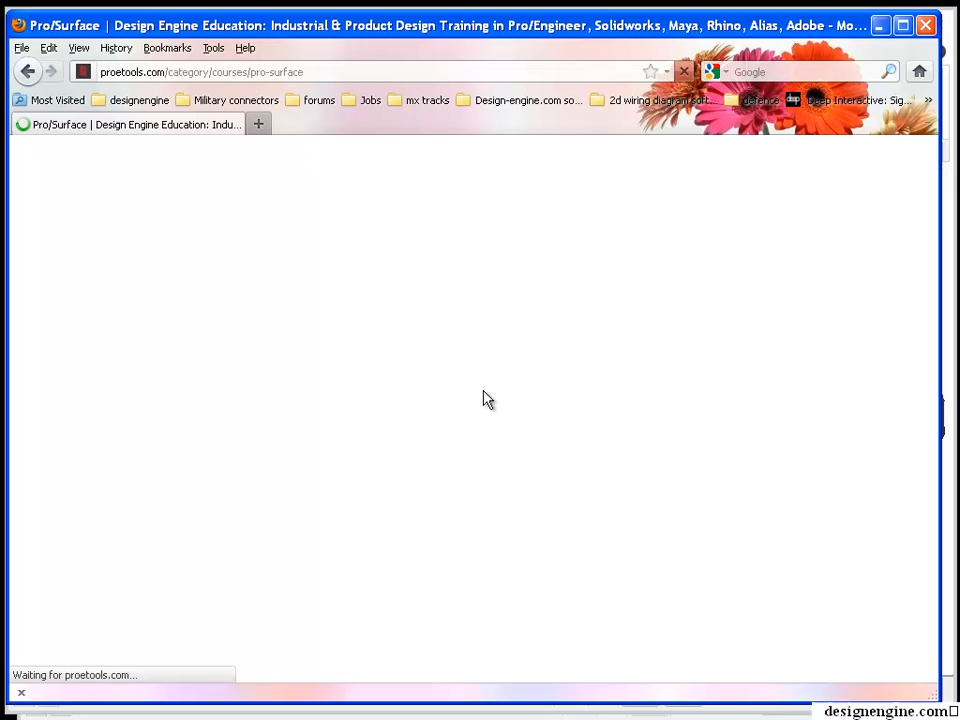 Pro/Surface | Design Engine Education: Industrial & Product Design Training in Pro/Engineer, Solidworks, Maya, Rhino, Alias, Adobe - Mo...
File Edit View History Bookmarks Tools Help
proetools.com/category/courses/pro-surface Google
Most Visited designengine Military connectors forums Jobs mx tracks Design-engine.com so... 2d wiring diagram soft... defence deep Deep Interactive: Sig... »
Pro/Surface | Design Engine Education: Indu...
Waiting for proetools.com...
designengine.com